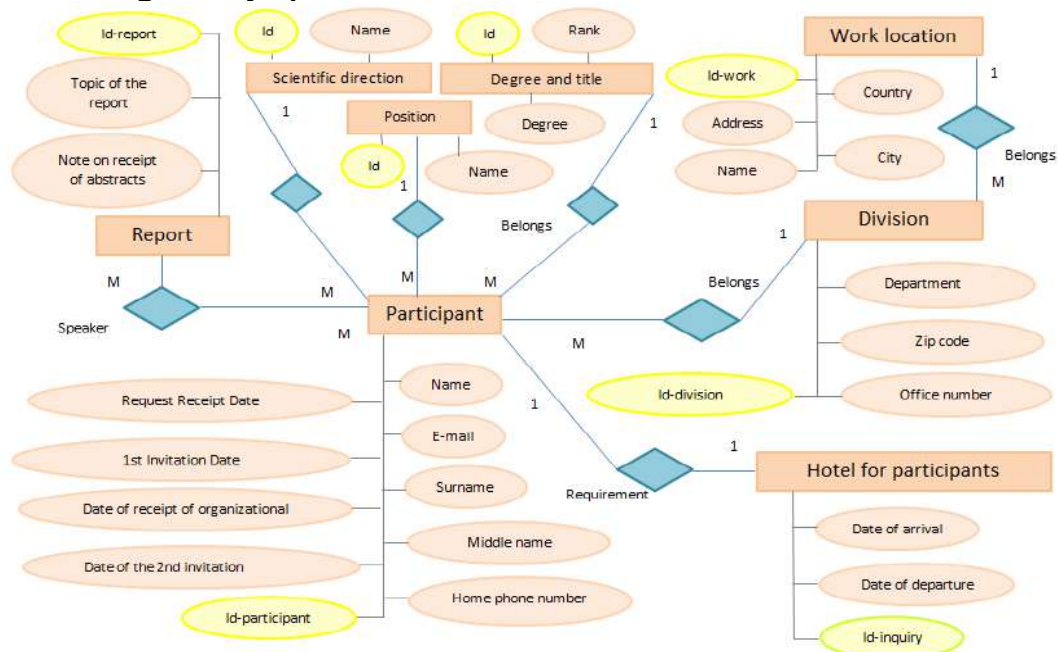 Id-report
Topic of the
report
Note on receipt
of abstracts
Report
M
Speaker
Id
Name
Scientific direction
1
Id
Rank
Degree and title
Degree
1
Position
Id
Name
1
Belongs
M
M
M
M
Participant
Work location
Id-work
Address
Name
Country
City
1
Belongs
M
Division
1
Belongs
M
Department
Zip code
Office number
Id-division
Name
E-mail
Surname
Middle name
Home phone number
Request Receipt Date
1st Invitation Date
Date of receipt of organizational
Date of the 2nd invitation
Id-participant
1
Requirement
1
Hotel for participants
Date of arrival
Date of departure
Id-inquiry